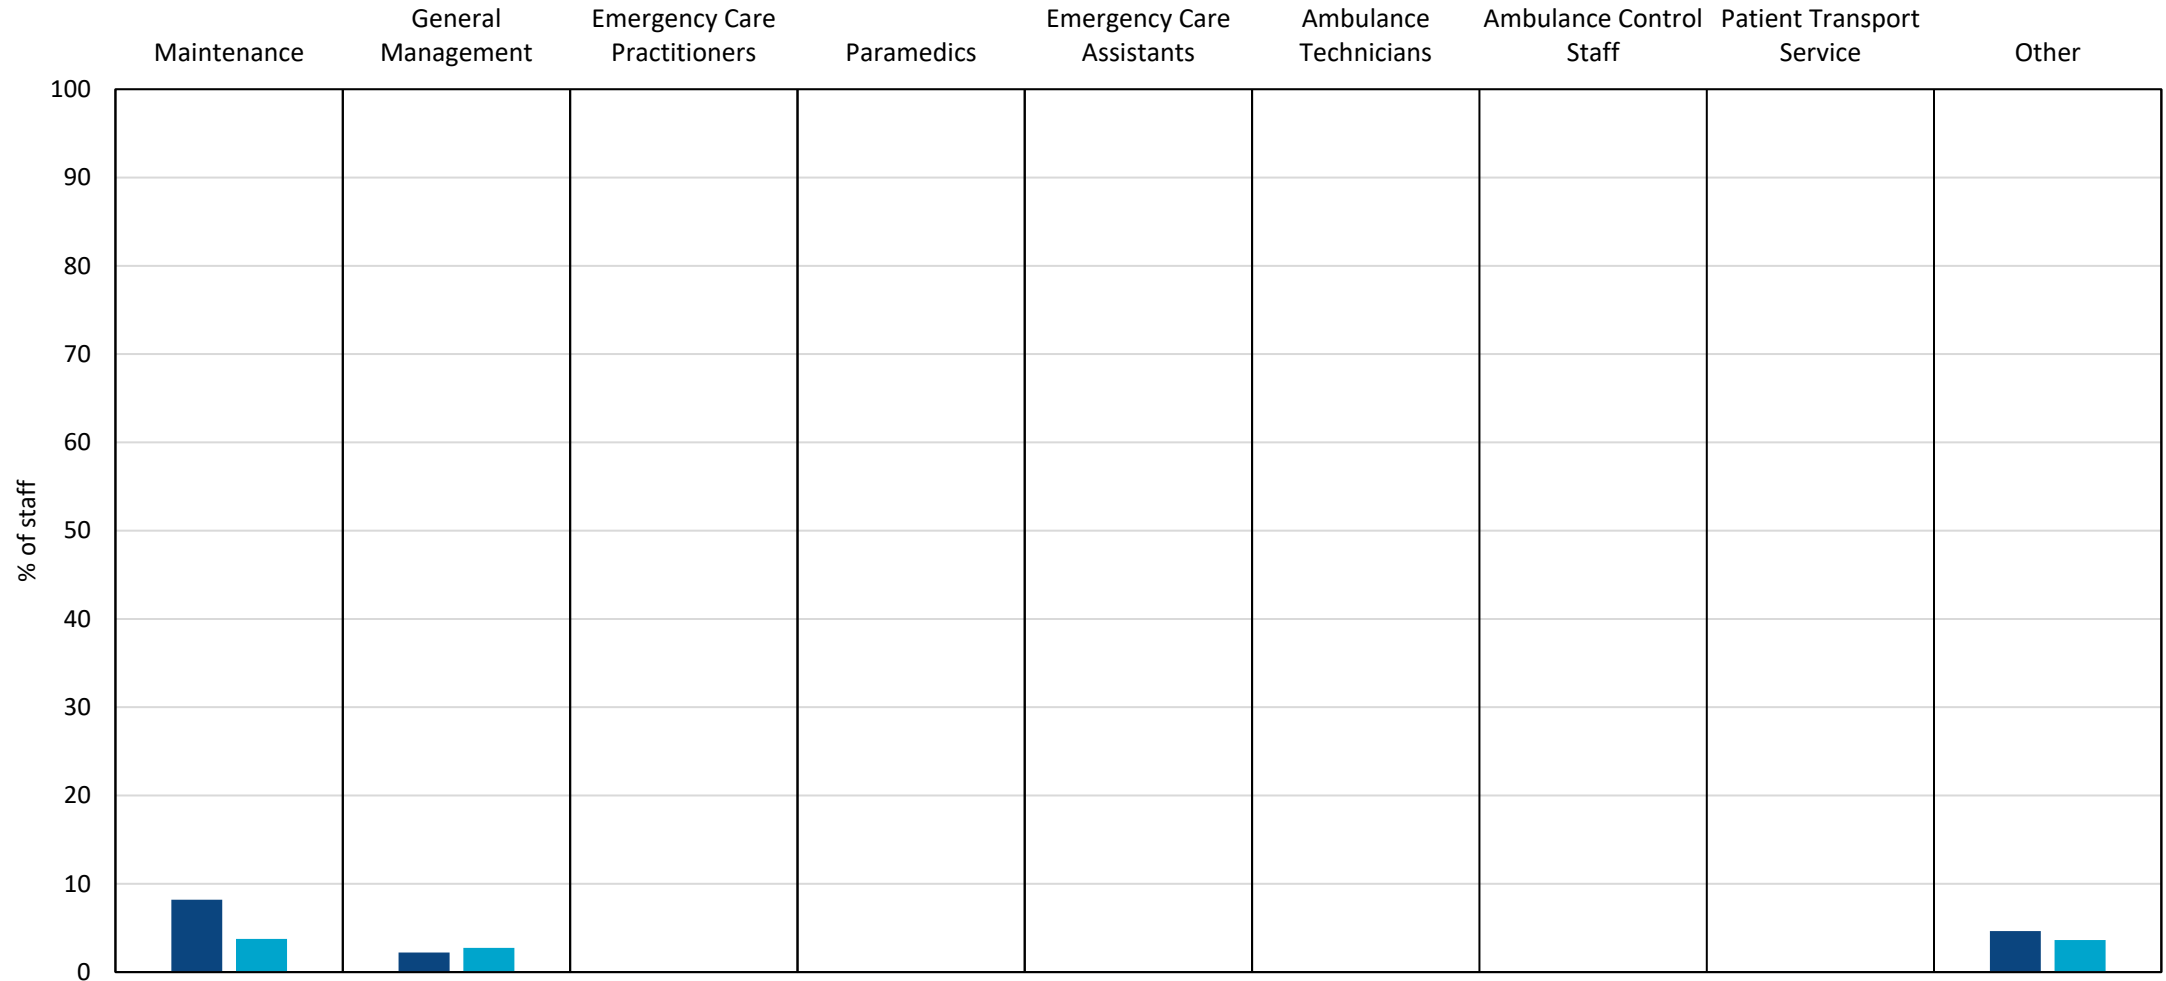 Maintenance
General
Management
Emergency Care
Practitioners
Paramedics
Emergency Care
Assistants
Ambulance
Technicians
Ambulance Control
Staff
Patient Transport
Service
Other
% of staff
100
90
80
70
60
50
40
30
20
10
0